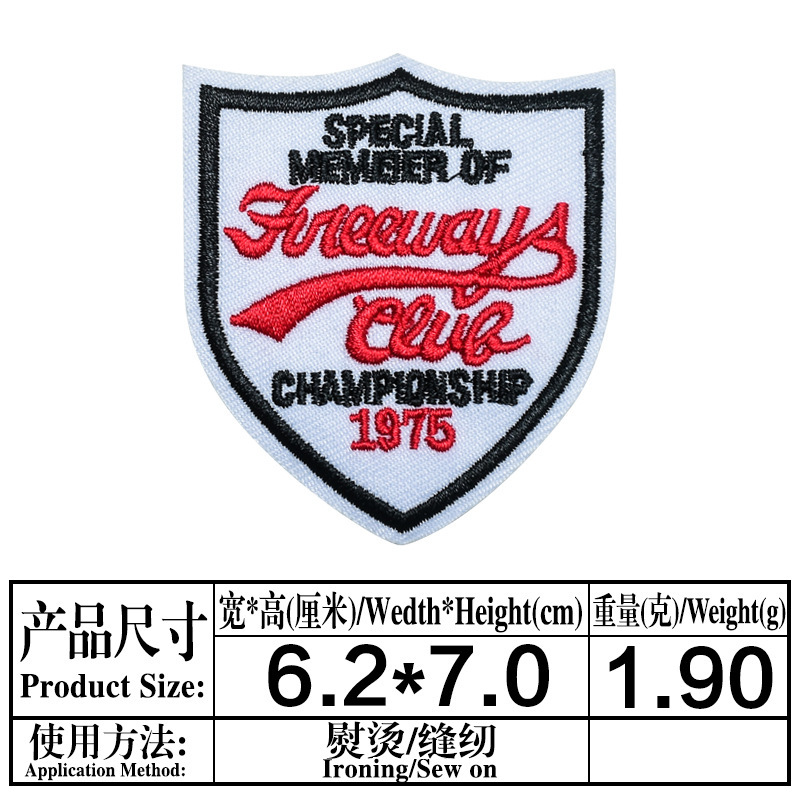 SPECIAL
MEMBER OF
Freeways
Club
CHAMPIONSHIP
1975
产品尺寸
Product Size:
宽*高(厘米)/Wedth*Height(cm)
6.2*7.0
重量(克)/Weight(g)
1.90
使用方法:
Application Method:
熨烫/缝纫
Ironing/Sew on